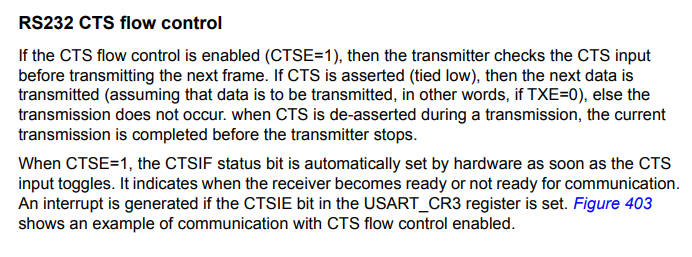 RS232 CTS flow control
If the CTS flow control is enabled (CTSE=1), then the transmitter checks the CTS input
before transmitting the next frame. If CTS is asserted (tied low), then the next data is
transmitted (assuming that data is to be transmitted, in other words, if TXE=0), else the
transmission does not occur. when CTS is de-asserted during a transmission, the current
transmission is completed before the transmitter stops.
When CTSE=1, the CTSIF status bit is automatically set by hardware as soon as the CTS
input toggles. It indicates when the receiver becomes ready or not ready for communication.
An interrupt is generated if the CTSIE bit in the USART_CR3 register is set. Figure 403
shows an example of communication with CTS flow control enabled.